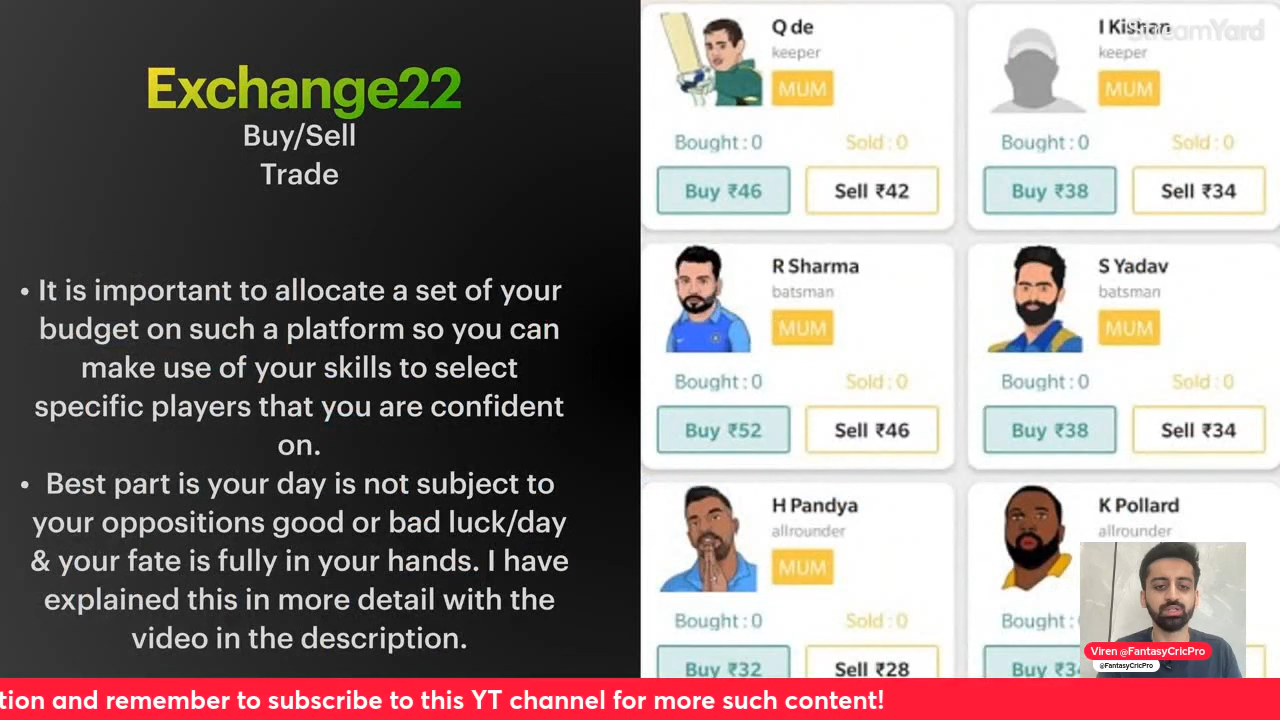 Exchange22
Buy/Sell
Trade
• It is important to allocate a set of your
budget on such a platform so you can
make use of your skills to select
specific players that you are confident
on.
• Best part is your day is not subject to
your oppositions good or bad luck/day
& your fate is fully in your hands. I have
explained this in more detail with the
video in the description.
Q de
keeper
MUM
Bought : 0 Sold : 0
Buy ₹46 Sell ₹42
I Kishan
StreamYard
keeper
MUM
Bought : 0 Sold : 0
Buy ₹38 Sell ₹34
R Sharma
batsman
MUM
Bought : 0 Sold : 0
Buy ₹52 Sell ₹46
S Yadav
batsman
MUM
Bought : 0 Sold : 0
Buy ₹38 Sell ₹34
H Pandya
allrounder
MUM
Bought : 0 Sold : 0
Buy ₹32 Sell ₹28
K Pollard
allrounder
Bought : 0
Buy
Viren @FantasyCricPro
@FantasyCricPro
tion and remember to subscribe to this YT channel for more such content!